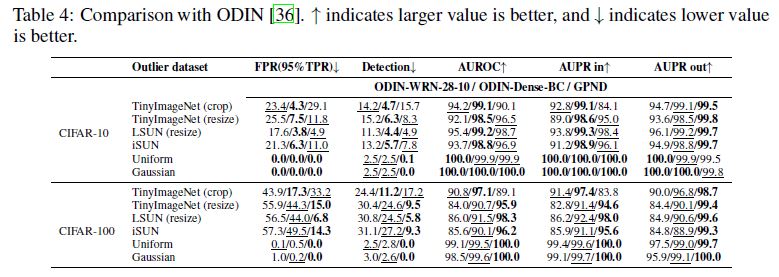 Table 4: Comparison with ODIN [36]. ↑ indicates larger value is better, and ↓ indicates lower value
is better.
Outlier dataset FPR(95%TPR)↓ Detection↓ AUROC↑ AUPR in↑ AUPR out↑
ODIN-WRN-28-10 / ODIN-Dense-BC / GPND
CIFAR-10
TinyImageNet (crop) 23.4/4.3/29.1 14.2/4.7/15.7 94.2/99.1/90.1 92.8/99.1/84.1 94.7/99.1/99.5
TinyImageNet (resize) 25.5/7.5/11.8 15.2/6.3/8.3 92.1/98.5/96.5 89.0/98.6/95.0 93.6/98.5/99.8
LSUN (resize) 17.6/3.8/4.9 11.3/4.4/4.9 95.4/99.2/98.7 93.8/99.3/98.4 96.1/99.2/99.7
iSUN 21.3/6.3/11.0 13.2/5.7/7.8 93.7/98.8/96.9 91.2/98.9/96.1 94.9/98.8/99.7
Uniform 0.0/0.0/0.0 2.5/2.5/0.1 100.0/99.9/99.9 100.0/100.0/100.0 100.0/99.9/99.5
Gaussian 0.0/0.0/0.0 2.5/2.5/0.0 100.0/100.0/100.0 100.0/100.0/100.0 100.0/100.0/99.8
CIFAR-100
TinyImageNet (crop) 43.9/17.3/33.2 24.4/11.2/17.2 90.8/97.1/89.1 91.4/97.4/83.8 90.0/96.8/98.7
TinyImageNet (resize) 55.9/44.3/15.0 30.4/24.6/9.5 84.0/90.7/95.9 82.8/91.4/94.6 84.4/90.1/99.4
LSUN (resize) 56.5/44.0/6.8 30.8/24.5/5.8 86.0/91.5/98.3 86.2/92.4/98.0 84.9/90.6/99.6
iSUN 57.3/49.5/14.3 31.1/27.2/9.3 85.6/90.1/96.2 85.9/91.1/95.6 84.8/88.9/99.3
Uniform 0.1/0.5/0.0 2.5/2.8/0.0 99.1/99.5/100.0 99.4/99.6/100.0 97.5/99.0/99.7
Gaussian 1.0/0.2/0.0 3.0/2.6/0.0 98.5/99.6/100.0 99.1/99.7/100.0 95.9/99.1/100.0